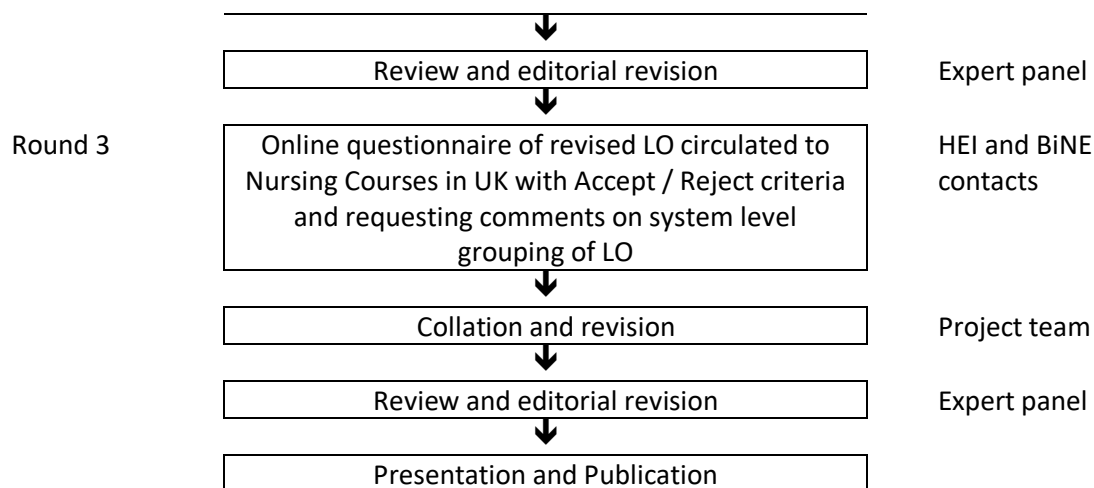 Review and editorial revision Expert panel
Round 3 Online questionnaire of revised LO circulated to HEI and BiNE
Nursing Courses in UK with Accept / Reject criteria contacts
and requesting comments on system level
grouping of LO
Collation and revision Project team
Review and editorial revision Expert panel
Presentation and Publication